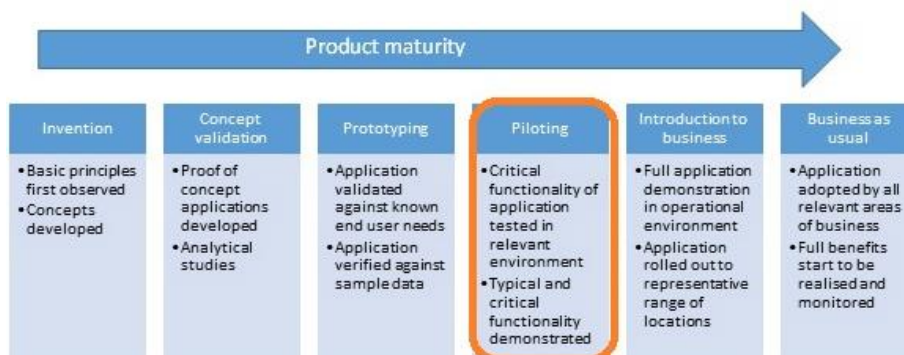 Product maturity
Invention
•Basic principles
first observed
•Concepts
developed
Concept
validation
•Proof of
concept
applications
developed
•Analytical
studies
Prototyping
•Application
validated
against known
end user needs
•Application
verified against
sample data
Piloting
•Critical
functionality of
application
tested in
relevant
environment
•Typical and
critical
functionality
demonstrated
Introduction to
business
•Full application
demonstration
in operational
environment
•Application
rolled out to
representative
range of
locations
Business as
usual
•Application
adopted by all
relevant areas
of business
•Full benefits
start to be
realised and
monitored